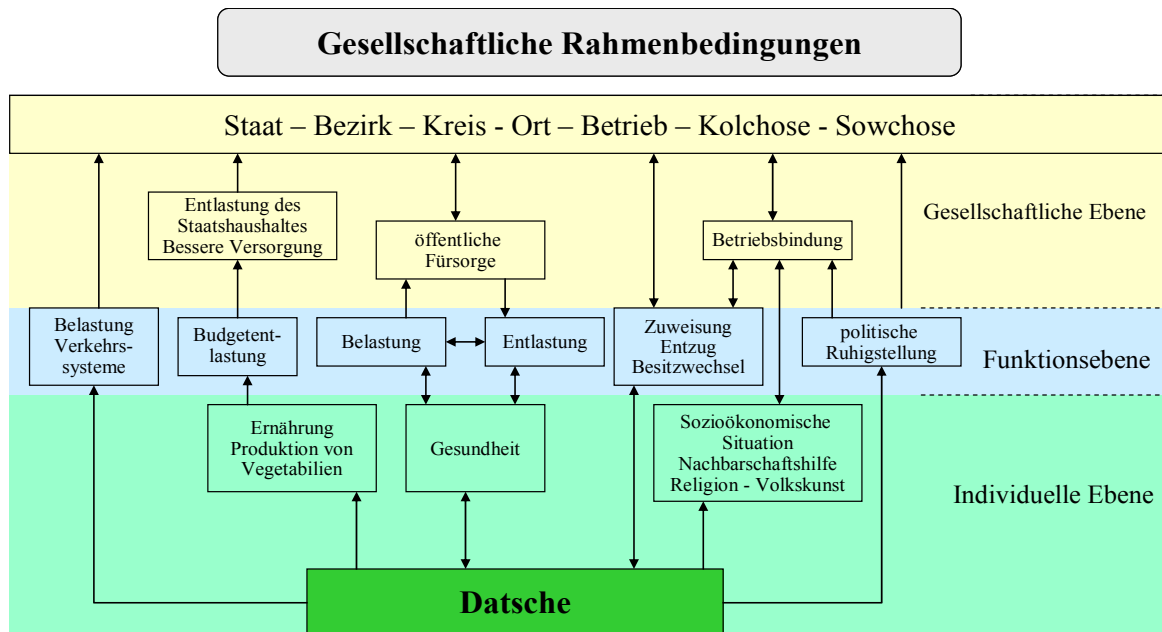 Gesellschaftliche Rahmenbedingungen
Staat – Bezirk – Kreis - Ort – Betrieb – Kolchose - Sowchose
Entlastung des
Staatshaushaltes
Bessere Versorgung
öffentliche
Fürsorge
Betriebsbindung
Gesellschaftliche Ebene
Belastung
Verkehrs-
systeme
Budgetent-
lastung
Belastung
Entlastung
Zuweisung
Entzug
Besitzwechsel
politische
Ruhigstellung
Funktionsebene
Ernährung
Produktion von
Vegetabilien
Gesundheit
Sozioökonomische
Situation
Nachbarschaftshilfe
Religion - Volkskunst
Individuelle Ebene
Datsche